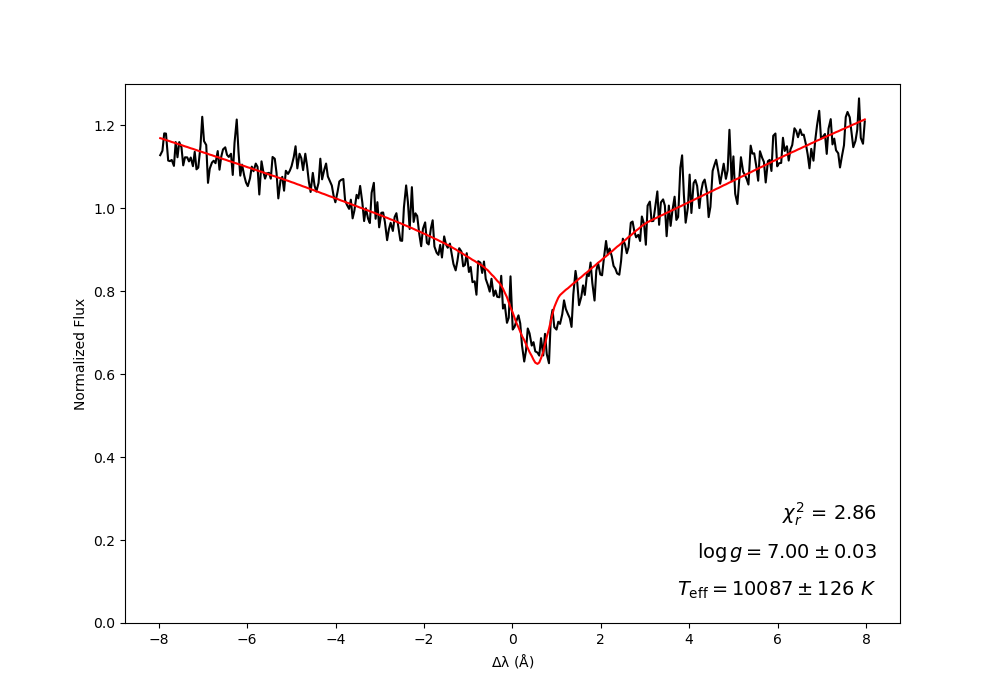 1.2
1.0
0.8
0.6
0.4
0.2
0.0
Normalized Flux
χ²ᵣ = 2.86
log g = 7.00 ± 0.03
T_eff = 10087 ± 126 K
−8 −6 −4 −2 0 2 4 6 8
Δλ (Å)